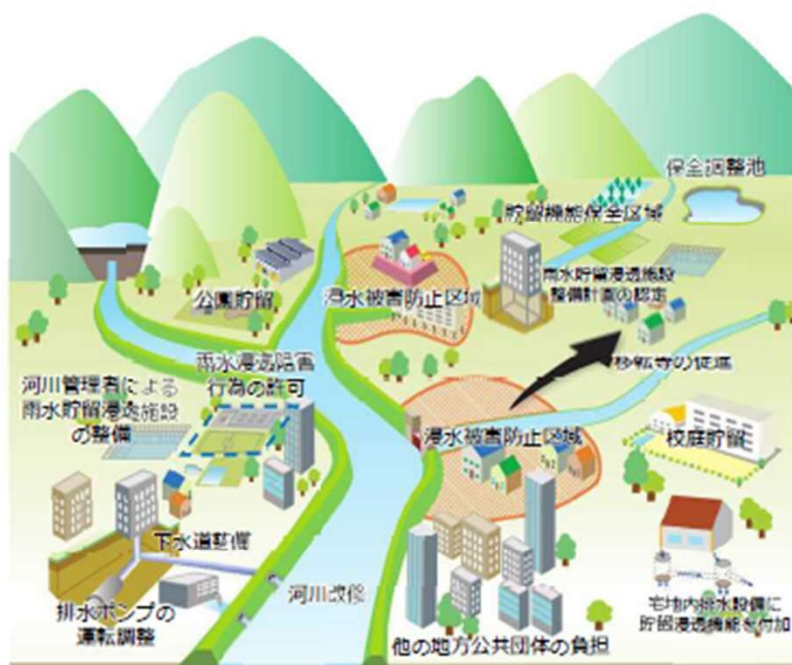 保全調整池
貯留機能保全区域
雨水貯留浸透施設
整備計画の認定
公園貯留
浸水被害防止区域
移転等の促進
雨水浸透阻害
行為の許可
河川管理者による
雨水貯留浸透施設
の整備
浸水被害防止区域
校庭貯留
下水道整備
河川改修
排水ポンプの
運転調整
宅地内排水設備に
貯留浸透機能を付加
他の地方公共団体の負担